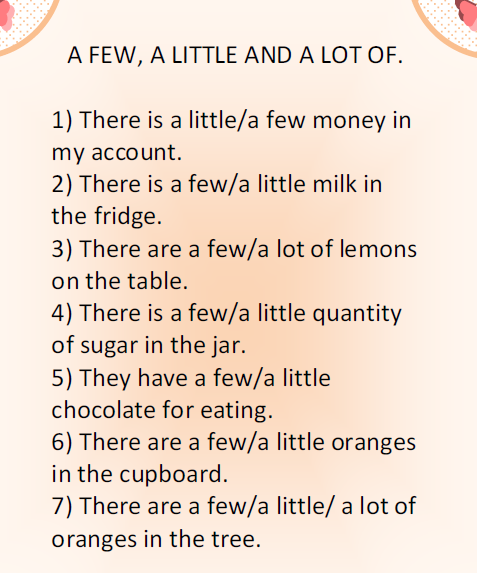 A FEW, A LITTLE AND A LOT OF.
1) There is a little/a few money in
my account.
2) There is a few/a little milk in
the fridge.
3) There are a few/a lot of lemons
on the table.
4) There is a few/a little quantity
of sugar in the jar.
5) They have a few/a little
chocolate for eating.
6) There are a few/a little oranges
in the cupboard.
7) There are a few/a little/ a lot of
oranges in the tree.